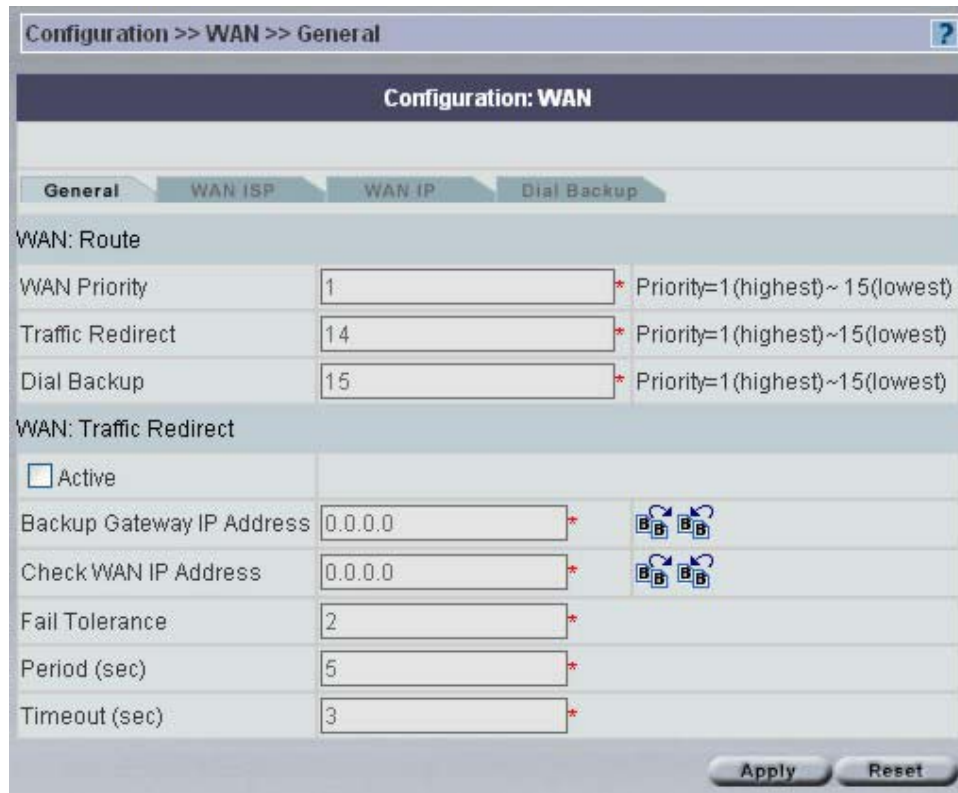 Configuration >> WAN >> General ?
Configuration: WAN
General WAN ISP WAN IP Dial Backup
WAN: Route
WAN Priority 1 * Priority=1(highest)~ 15(lowest)
Traffic Redirect 14 * Priority=1(highest)~15(lowest)
Dial Backup 15 * Priority=1(highest)~15(lowest)
WAN: Traffic Redirect
Active
Backup Gateway IP Address 0.0.0.0 * B B B B
Check WAN IP Address 0.0.0.0 * B B B B
Fail Tolerance 2 *
Period (sec) 5 *
Timeout (sec) 3 *
Apply Reset